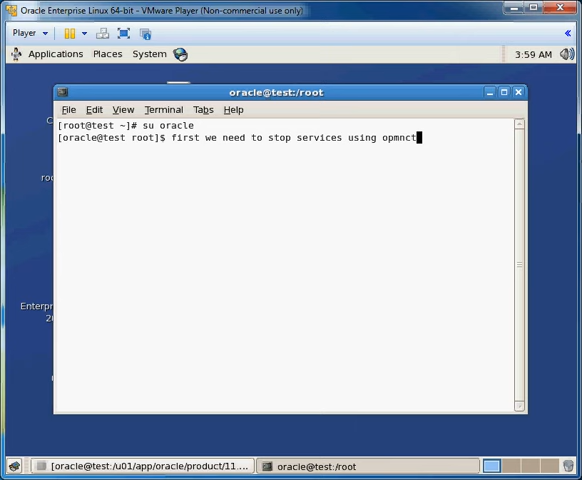 Oracle Enterprise Linux 64-bit - VMware Player (Non-commercial use only)
Player
Applications Places System 3:59 AM
oracle@test:/root
File Edit View Terminal Tabs Help
[root@test ~]# su oracle
[oracle@test root]$ first we need to stop services using opmnct
[oracle@test:/u01/app/oracle/product/11.... oracle@test:/root